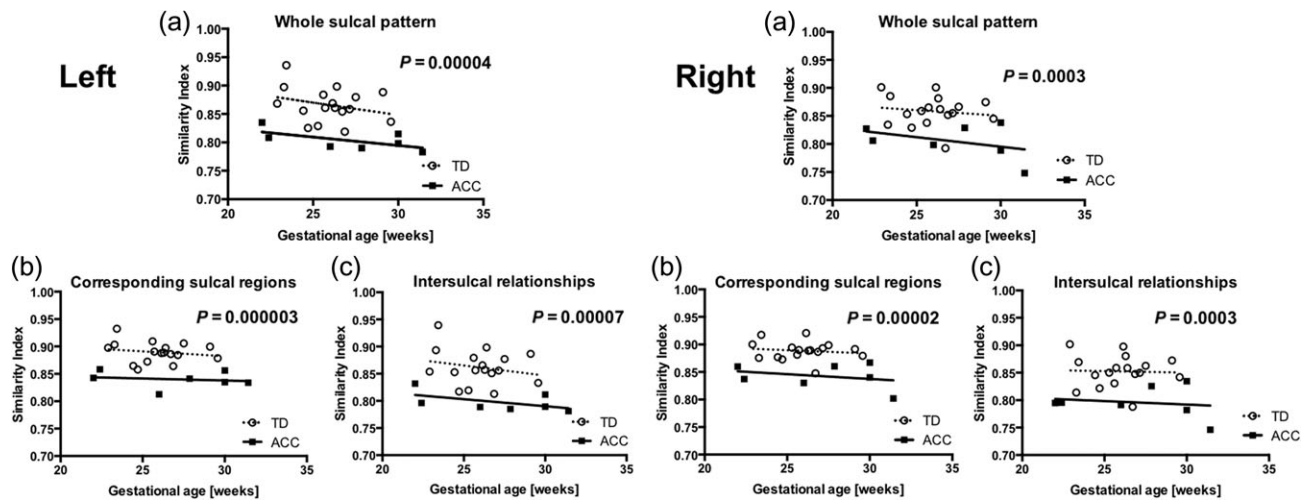 (a) Whole sulcal pattern
Left
P = 0.00004
Similarity Index
1.00
0.95
0.90
0.85
0.80
0.75
0.70
TD
ACC
20 25 30 35
Gestational age [weeks]
(a) Whole sulcal pattern
Right
P = 0.0003
Similarity Index
1.00
0.95
0.90
0.85
0.80
0.75
0.70
TD
ACC
20 25 30 35
Gestational age [weeks]
(b) Corresponding sulcal regions
P = 0.000003
Similarity Index
1.00
0.95
0.90
0.85
0.80
0.75
0.70
TD
ACC
20 25 30 35
Gestational age [weeks]
(c) Intersulcal relationships
P = 0.00007
Similarity Index
1.00
0.95
0.90
0.85
0.80
0.75
0.70
TD
ACC
20 25 30 35
Gestational age [weeks]
(b) Corresponding sulcal regions
P = 0.00002
Similarity Index
1.00
0.95
0.90
0.85
0.80
0.75
0.70
TD
ACC
20 25 30 35
Gestational age [weeks]
(c) Intersulcal relationships
P = 0.0003
Similarity Index
1.00
0.95
0.90
0.85
0.80
0.75
0.70
TD
ACC
20 25 30 35
Gestational age [weeks]